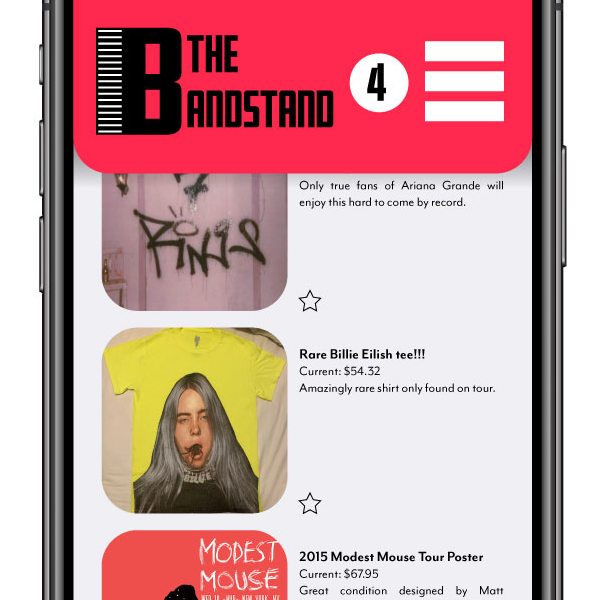 THE
BANDSTAND
4
Only true fans of Ariana Grande will
enjoy this hard to come by record.
Rare Billie Eilish tee!!!
Current: $54.32
Amazingly rare shirt only found on tour.
MODEST
MOUSE
2015 Modest Mouse Tour Poster
Current: $67.95
Great condition designed by Matt